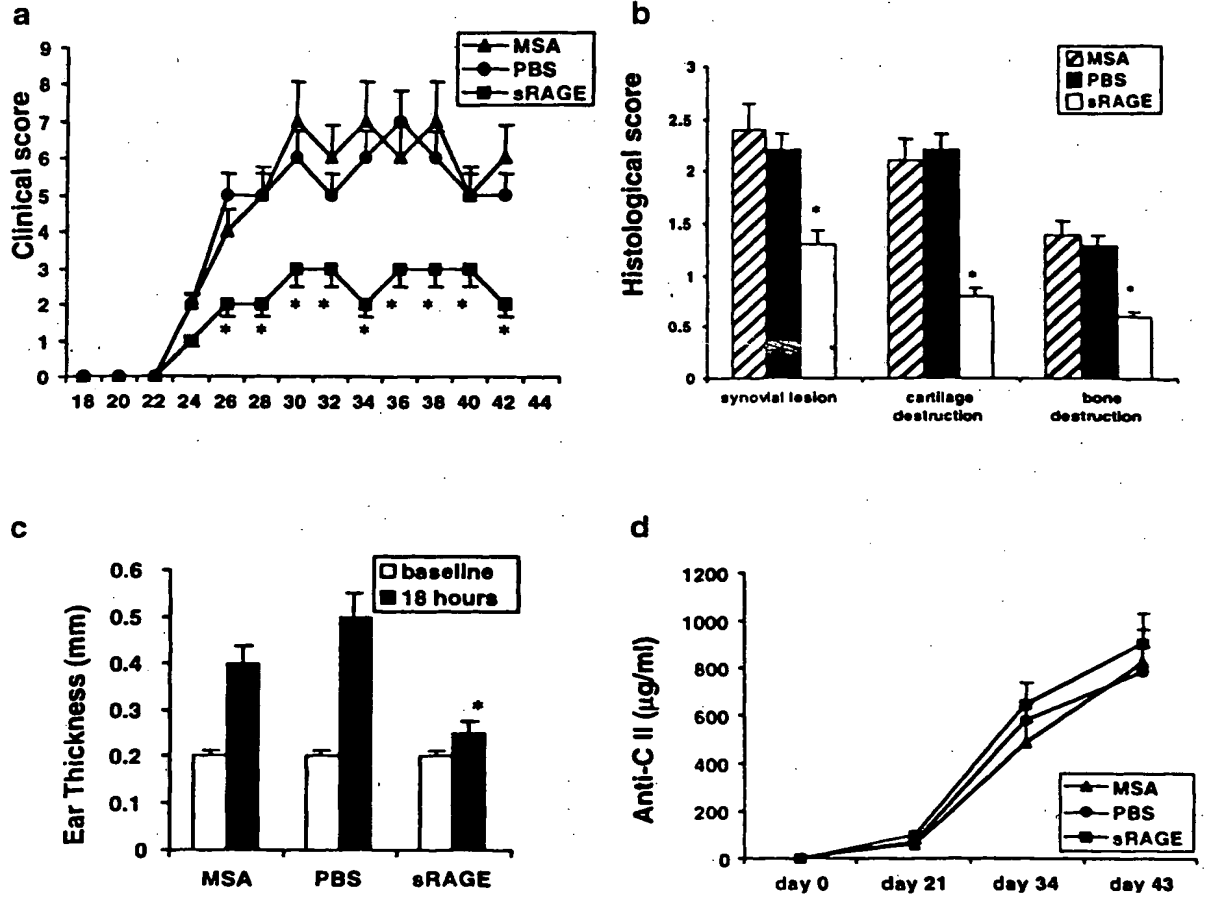 a
Clinical score
9
8
7
6
5
4
3
2
1
0
MSA
PBS
sRAGE
* * * * * * * * *
18 20 22 24 26 28 30 32 34 36 38 40 42 44
b
Histological score
3
2.5
2
1.5
1
0.5
0
MSA
PBS
sRAGE
*
*
*
synovial lesion
cartilage
destruction
bone
destruction
c
Ear Thickness (mm)
0.6
0.5
0.4
0.3
0.2
0.1
0
baseline
18 hours
*
MSA PBS sRAGE
d
Anti-C II (µg/ml)
1200
1000
800
600
400
200
0
MSA
PBS
sRAGE
day 0 day 21 day 34 day 43